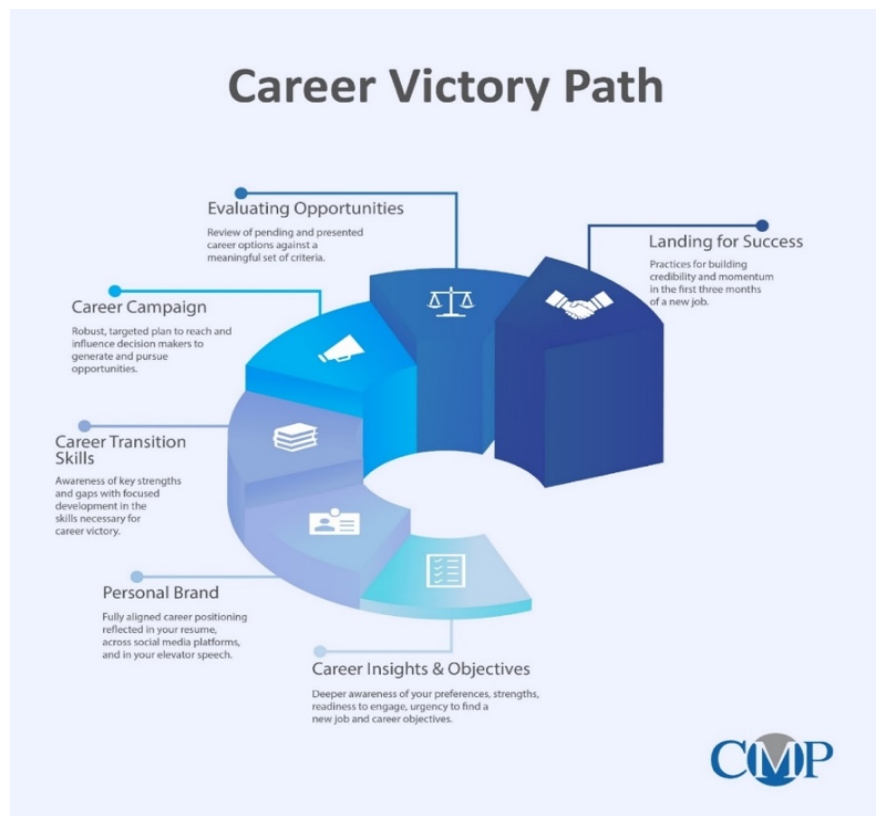 Career Victory Path
Evaluating Opportunities
Review of pending and presented
career options against a
meaningful set of criteria.
Landing for Success
Practices for building
credibility and momentum
in the first three months
of a new job.
Career Campaign
Robust, targeted plan to reach and
influence decision makers to
generate and pursue
opportunities.
Career Transition
Skills
Awareness of key strengths
and gaps with focused
development in the
skills necessary for
career victory.
Personal Brand
Fully aligned career positioning
reflected in your resume,
across social media platforms,
and in your elevator speech.
Career Insights & Objectives
Deeper awareness of your preferences, strengths,
readiness to engage, urgency to find a
new job and career objectives.
CMP